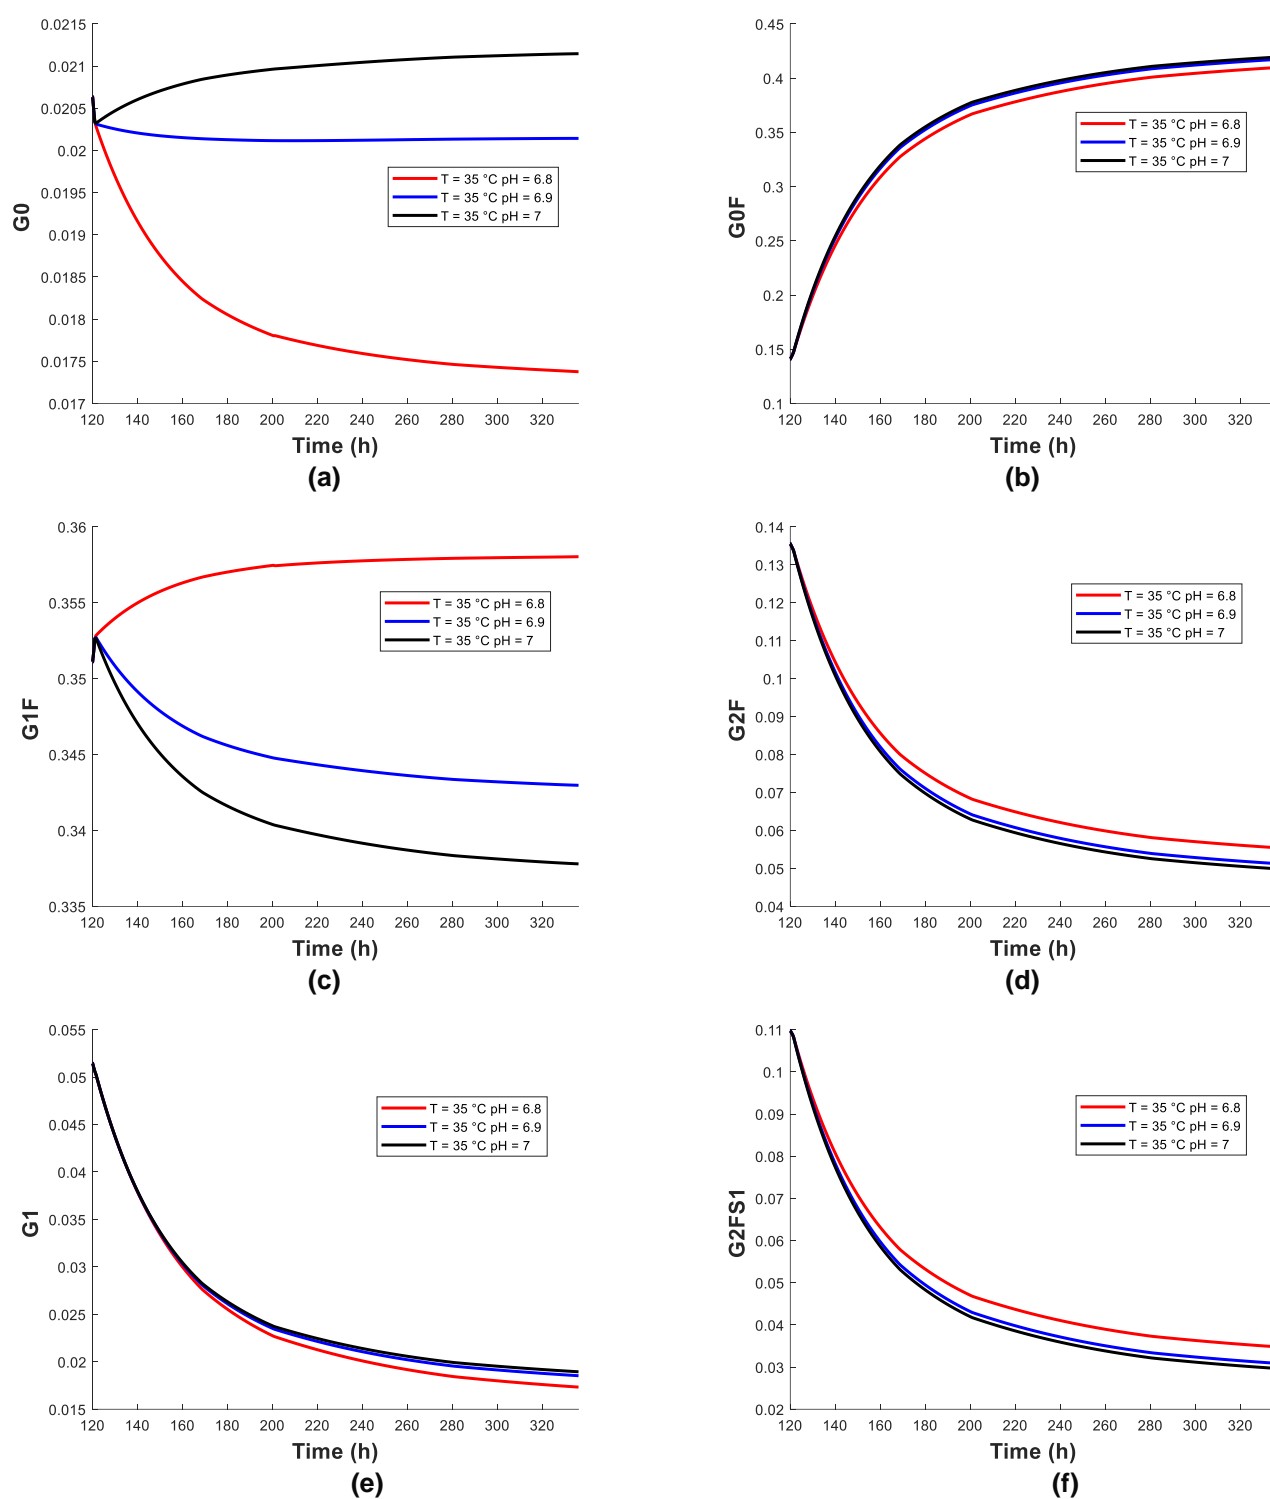 0.0215
0.021
0.0205
0.02
0.0195
0.019
0.0185
0.018
0.0175
0.017
G0
T = 35 °C pH = 6.8
T = 35 °C pH = 6.9
T = 35 °C pH = 7
120 140 160 180 200 220 240 260 280 300 320
Time (h)
(a)
0.45
0.4
0.35
0.3
0.25
0.2
0.15
0.1
G0F
T = 35 °C pH = 6.8
T = 35 °C pH = 6.9
T = 35 °C pH = 7
120 140 160 180 200 220 240 260 280 300 320
Time (h)
(b)
0.36
0.355
0.35
0.345
0.34
0.335
G1F
T = 35 °C pH = 6.8
T = 35 °C pH = 6.9
T = 35 °C pH = 7
120 140 160 180 200 220 240 260 280 300 320
Time (h)
(c)
0.14
0.13
0.12
0.11
0.1
0.09
0.08
0.07
0.06
0.05
0.04
G2F
T = 35 °C pH = 6.8
T = 35 °C pH = 6.9
T = 35 °C pH = 7
120 140 160 180 200 220 240 260 280 300 320
Time (h)
(d)
0.055
0.05
0.045
0.04
0.035
0.03
0.025
0.02
0.015
G1
T = 35 °C pH = 6.8
T = 35 °C pH = 6.9
T = 35 °C pH = 7
120 140 160 180 200 220 240 260 280 300 320
Time (h)
(e)
0.11
0.1
0.09
0.08
0.07
0.06
0.05
0.04
0.03
0.02
G2FS1
T = 35 °C pH = 6.8
T = 35 °C pH = 6.9
T = 35 °C pH = 7
120 140 160 180 200 220 240 260 280 300 320
Time (h)
(f)